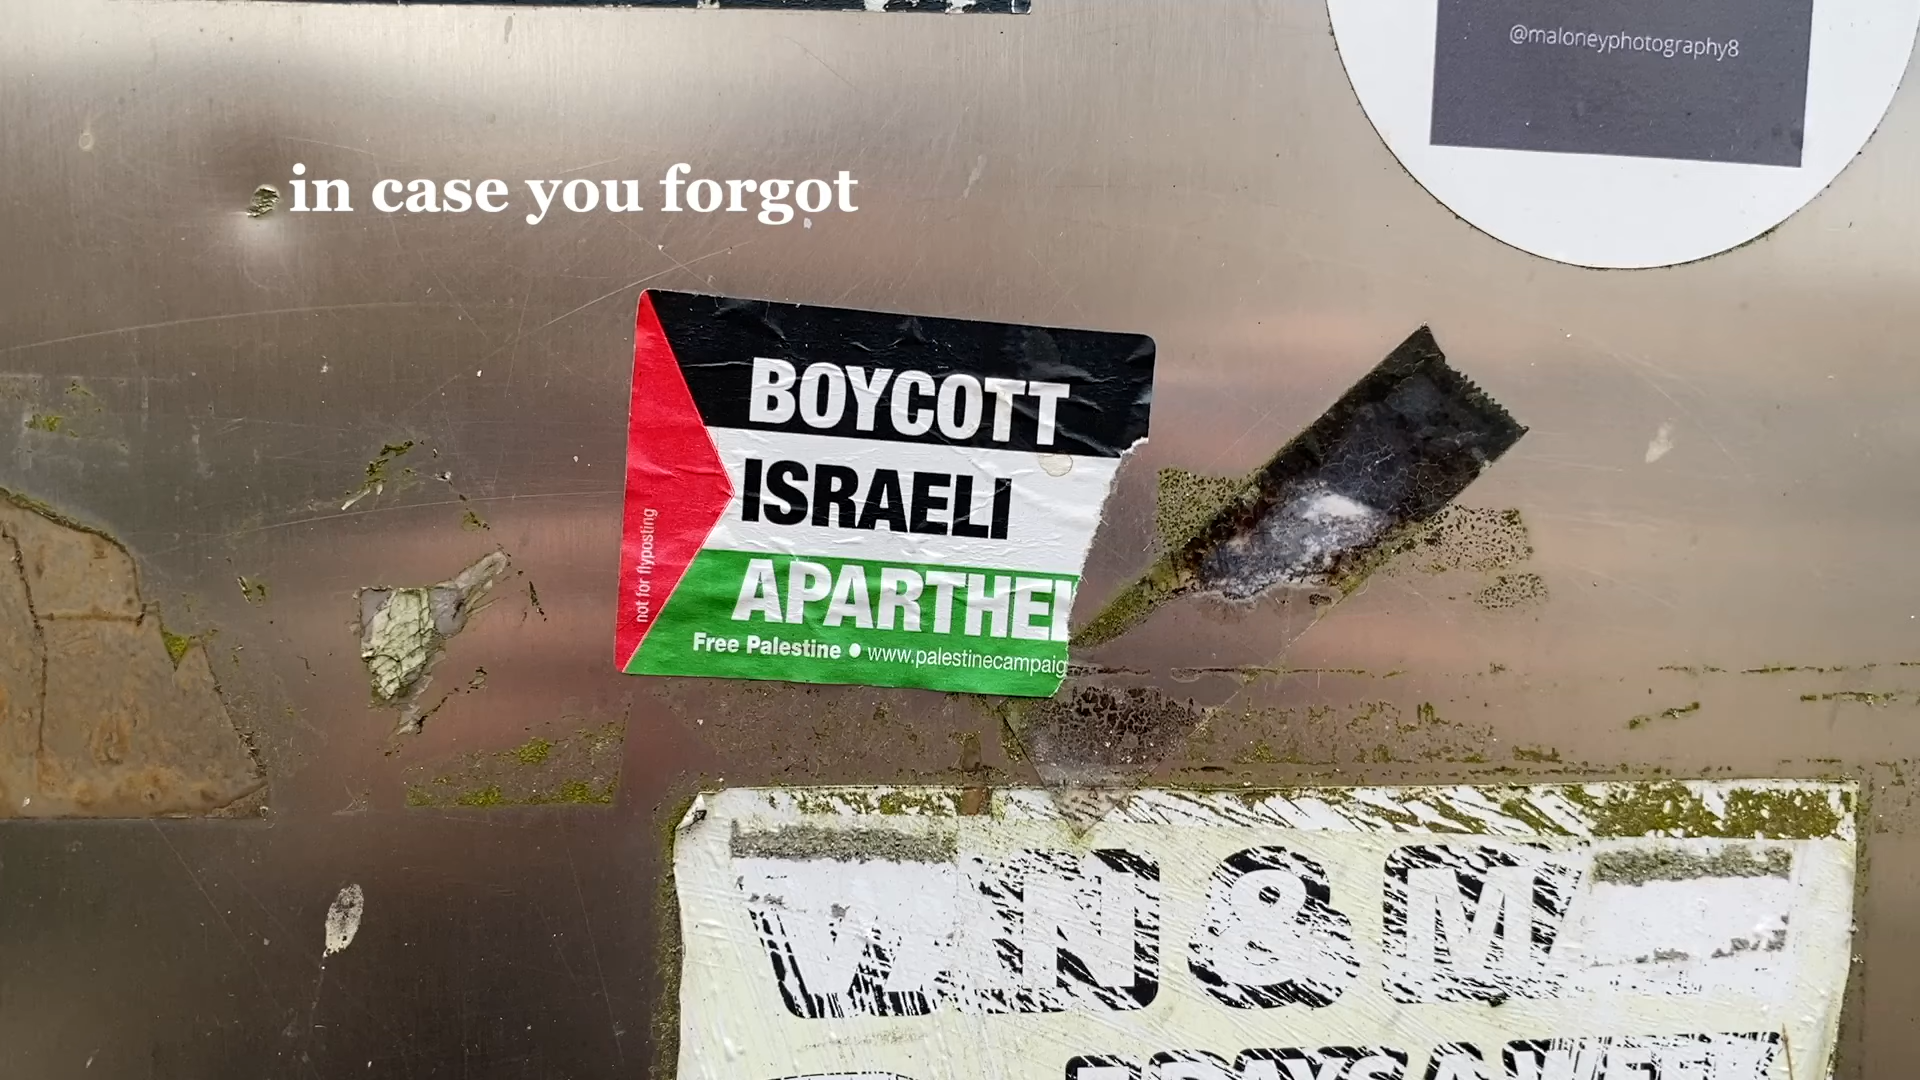 @maloneyphotography8
in case you forgot
BOYCOTT
ISRAELI
APARTHEI
not for flyposting
Free Palestine • www.palestinecampaig
N & M